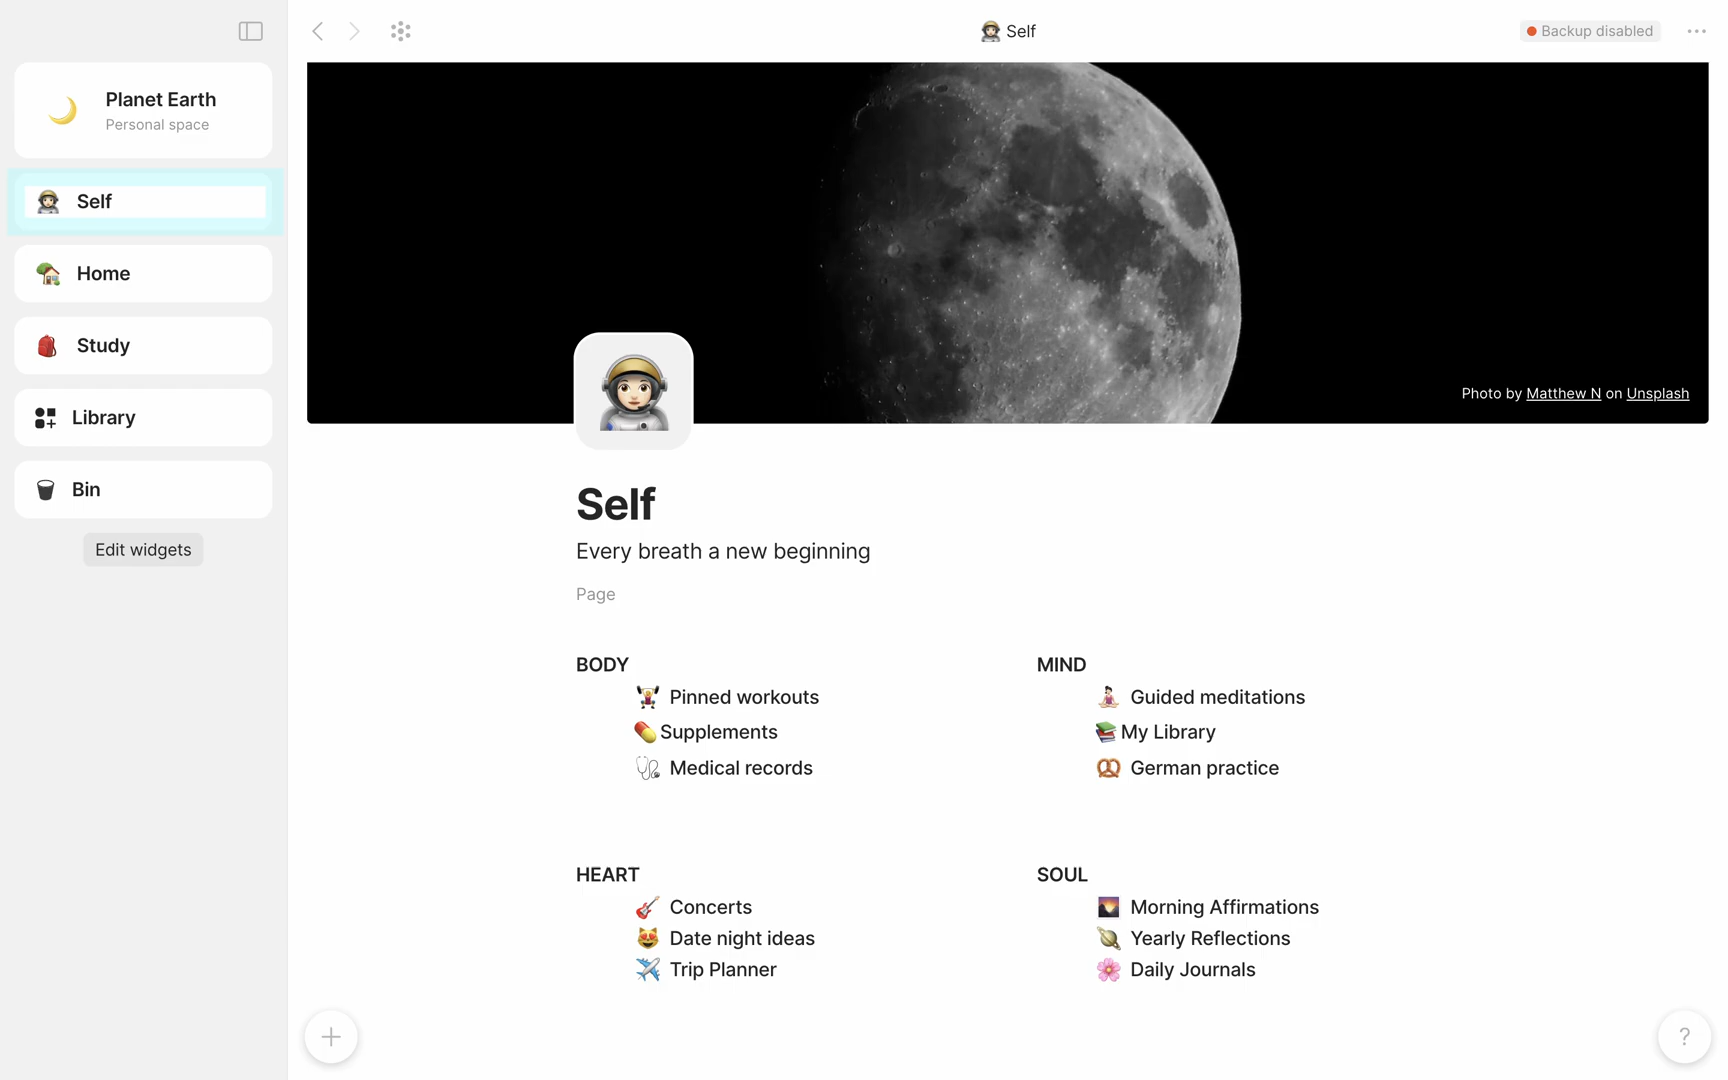 Self
Backup disabled
Planet Earth
Personal space
Self
Home
Study
Library
Bin
Edit widgets
Photo by Matthew N on Unsplash
Self
Every breath a new beginning
Page
BODY
Pinned workouts
Supplements
Medical records
MIND
Guided meditations
My Library
German practice
HEART
Concerts
Date night ideas
Trip Planner
SOUL
Morning Affirmations
Yearly Reflections
Daily Journals
?